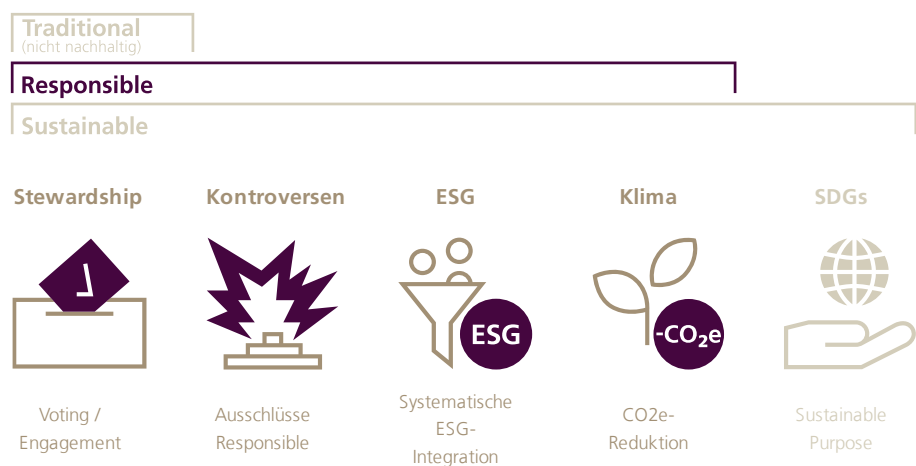 Traditional
(nicht nachhaltig)
Responsible
Sustainable
Stewardship
Kontroversen
ESG
Klima
SDGs
ESG
-CO₂e
Voting /
Engagement
Ausschlüsse
Responsible
Systematische
ESG-
Integration
CO2e-
Reduktion
Sustainable
Purpose